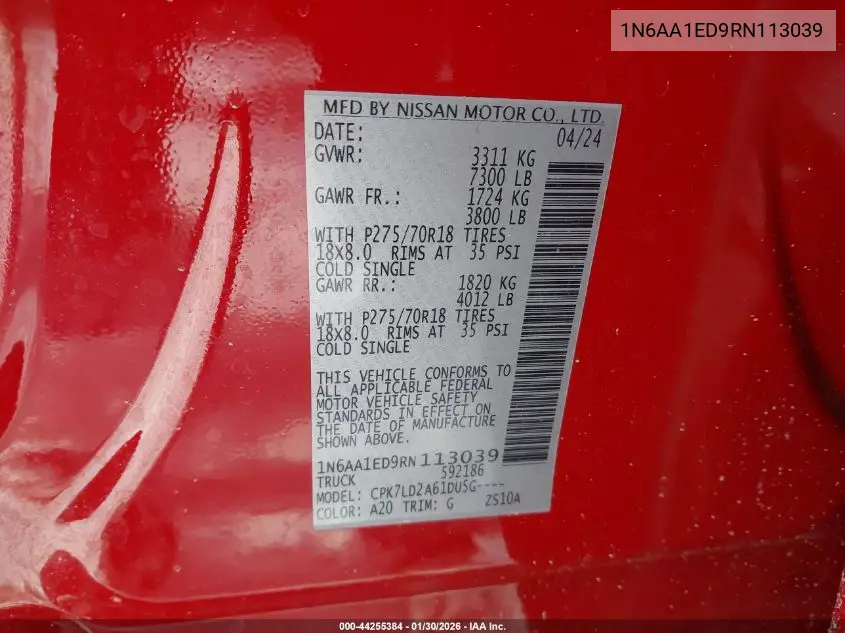 1N6AA1ED9RN113039
MFD BY NISSAN MOTOR CO., LTD.
DATE: 04/24
GVWR: 3311 KG
7300 LB
GAWR FR.: 1724 KG
3800 LB
WITH P275/70R18 TIRES
18X8.0 RIMS AT 35 PSI
COLD SINGLE
GAWR RR.: 1820 KG
4012 LB
WITH P275/70R18 TIRES
18X8.0 RIMS AT 35 PSI
COLD SINGLE
THIS VEHICLE CONFORMS TO
ALL APPLICABLE FEDERAL
MOTOR VEHICLE SAFETY
STANDARDS IN EFFECT ON
THE DATE OF MANUFACTURE
SHOWN ABOVE.
1N6AA1ED9RN113039
TRUCK 592186
MODEL: CPK7LD2A61DU5G----
COLOR: A20 TRIM: G ZS10A
000-44255384 - 01/30/2026 - IAA Inc.